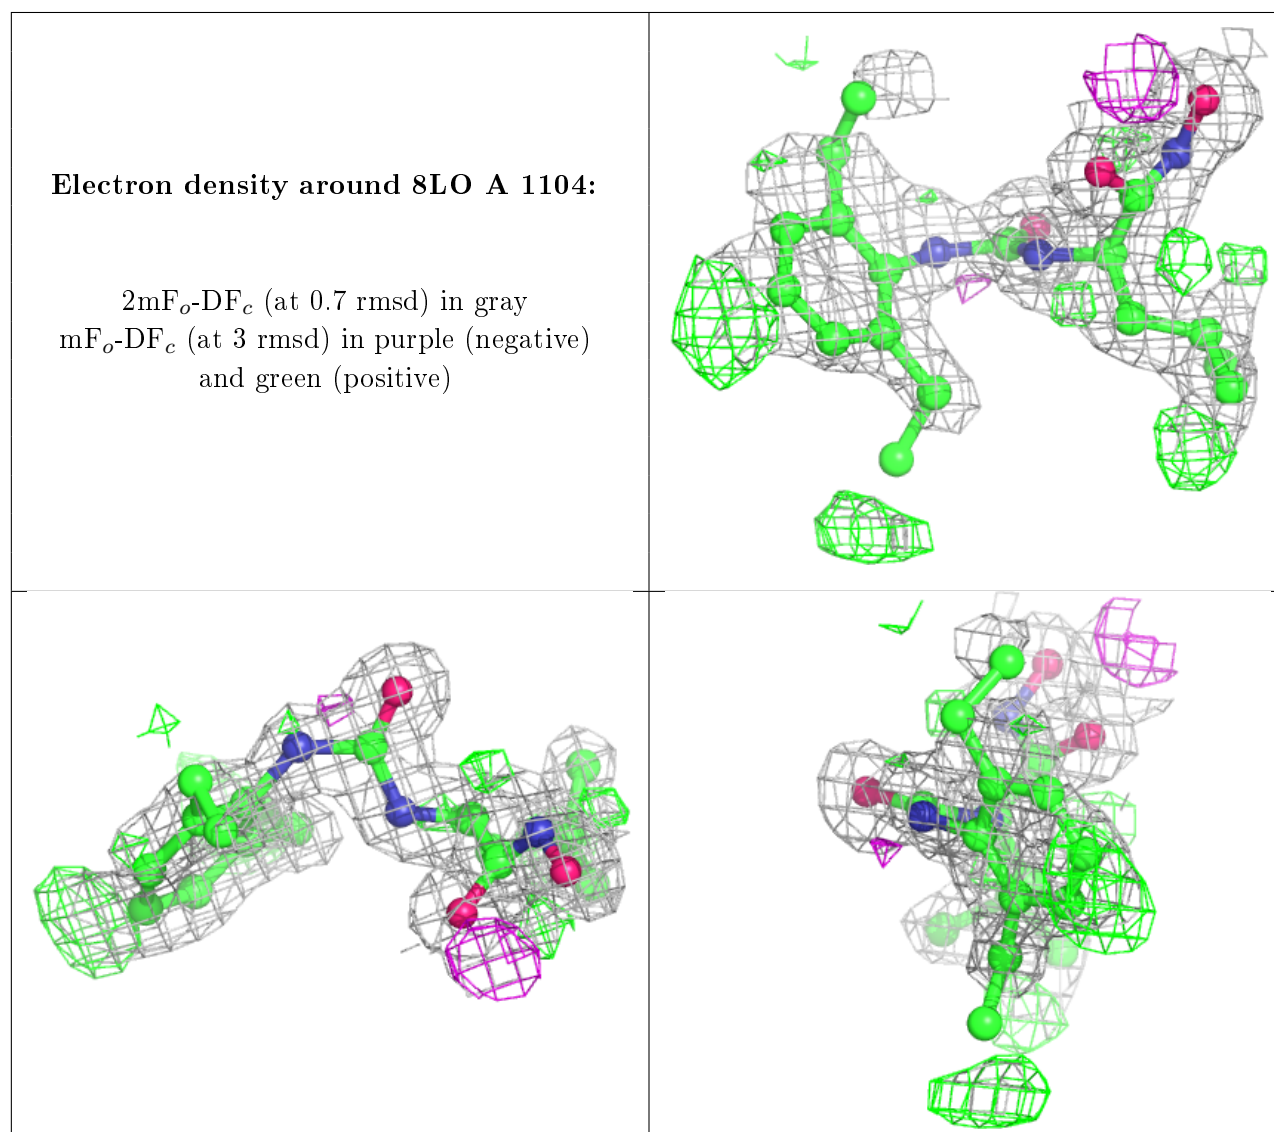 Electron density around 8LO A 1104:
2mFo-DFc (at 0.7 rmsd) in gray
mFo-DFc (at 3 rmsd) in purple (negative)
and green (positive)